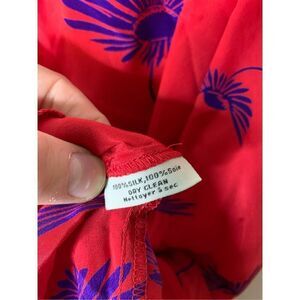 100%SILK,100%Soie
DRY CLEAN
Nettoyer à sec